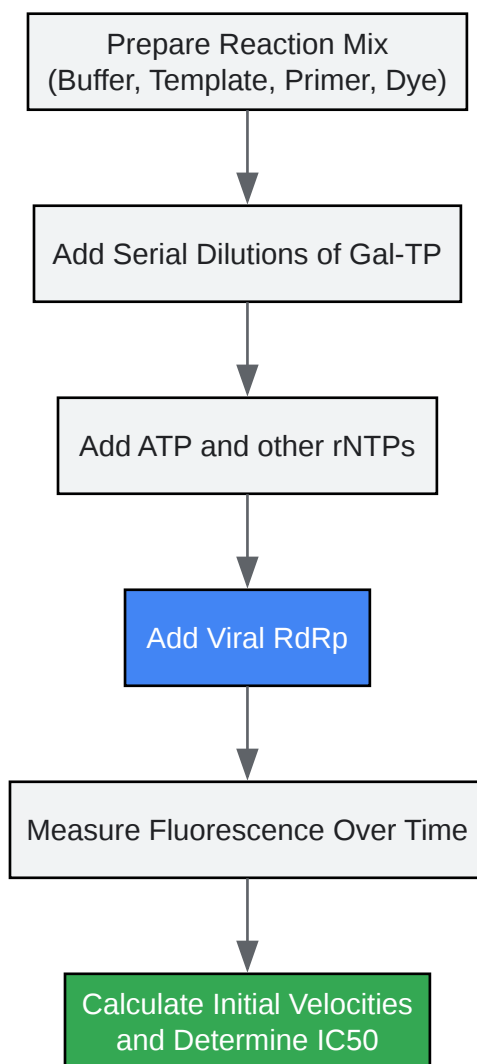 Prepare Reaction Mix
(Buffer, Template, Primer, Dye)
Add Serial Dilutions of Gal-TP
Add ATP and other rNTPs
Add Viral RdRp
Measure Fluorescence Over Time
Calculate Initial Velocities
and Determine IC50